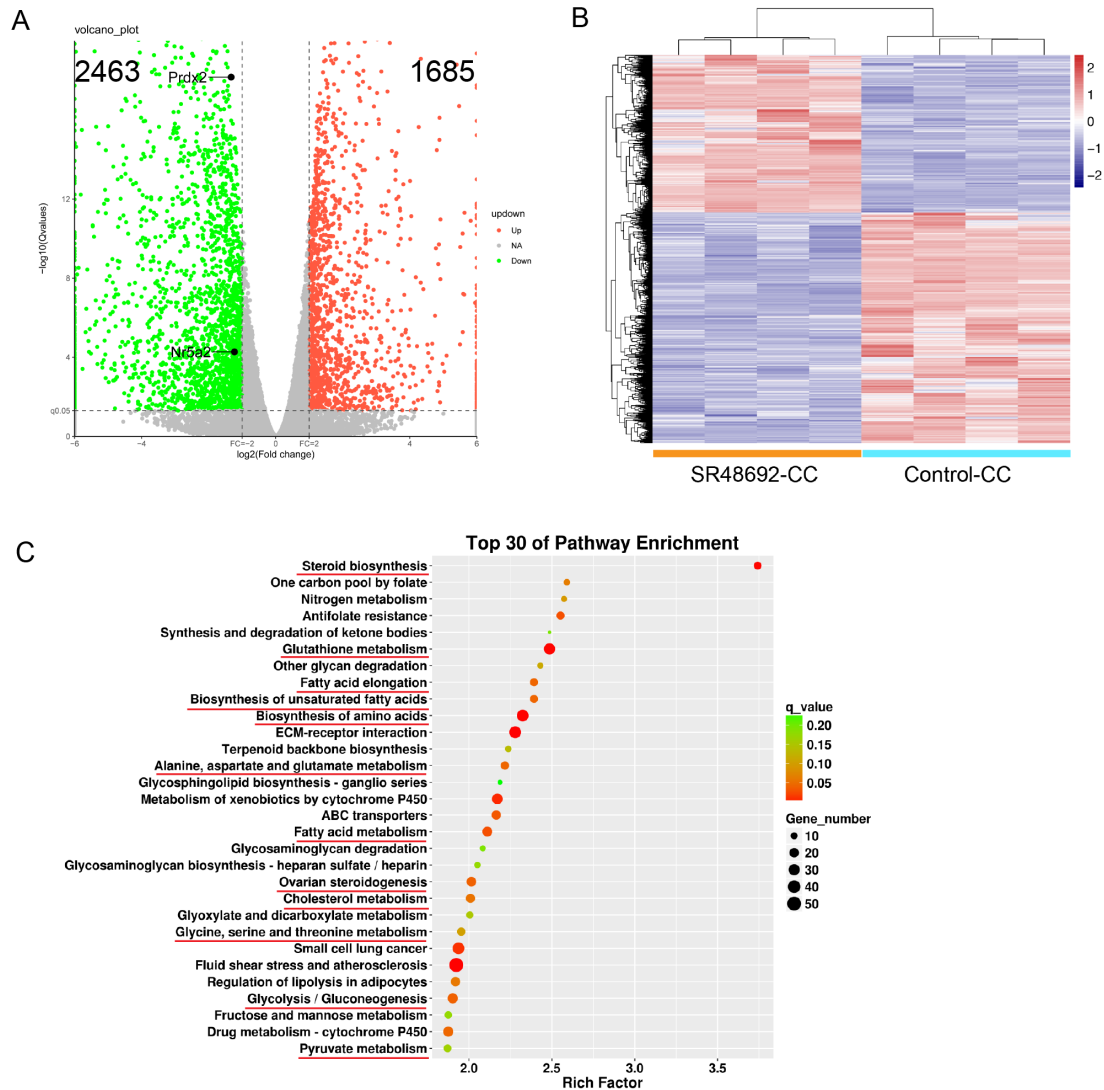 A
volcano_plot
2463
1685
Prdx2
Nr5a2
12
8
4
q0.05
0
−log10(Qvalues)
−6
−4
FC=−2
0
FC=2
4
6
log2(Fold change)
updown
Up
NA
Down
B
2
1
0
−1
−2
SR48692-CC
Control-CC
C
Top 30 of Pathway Enrichment
Steroid biosynthesis
One carbon pool by folate
Nitrogen metabolism
Antifolate resistance
Synthesis and degradation of ketone bodies
Glutathione metabolism
Other glycan degradation
Fatty acid elongation
Biosynthesis of unsaturated fatty acids
Biosynthesis of amino acids
ECM-receptor interaction
Terpenoid backbone biosynthesis
Alanine, aspartate and glutamate metabolism
Glycosphingolipid biosynthesis - ganglio series
Metabolism of xenobiotics by cytochrome P450
ABC transporters
Fatty acid metabolism
Glycosaminoglycan degradation
Glycosaminoglycan biosynthesis - heparan sulfate / heparin
Ovarian steroidogenesis
Cholesterol metabolism
Glyoxylate and dicarboxylate metabolism
Glycine, serine and threonine metabolism
Small cell lung cancer
Fluid shear stress and atherosclerosis
Regulation of lipolysis in adipocytes
Glycolysis / Gluconeogenesis
Fructose and mannose metabolism
Drug metabolism - cytochrome P450
Pyruvate metabolism
2.0
2.5
3.0
3.5
Rich Factor
q_value
0.20
0.15
0.10
0.05
Gene_number
10
20
30
40
50